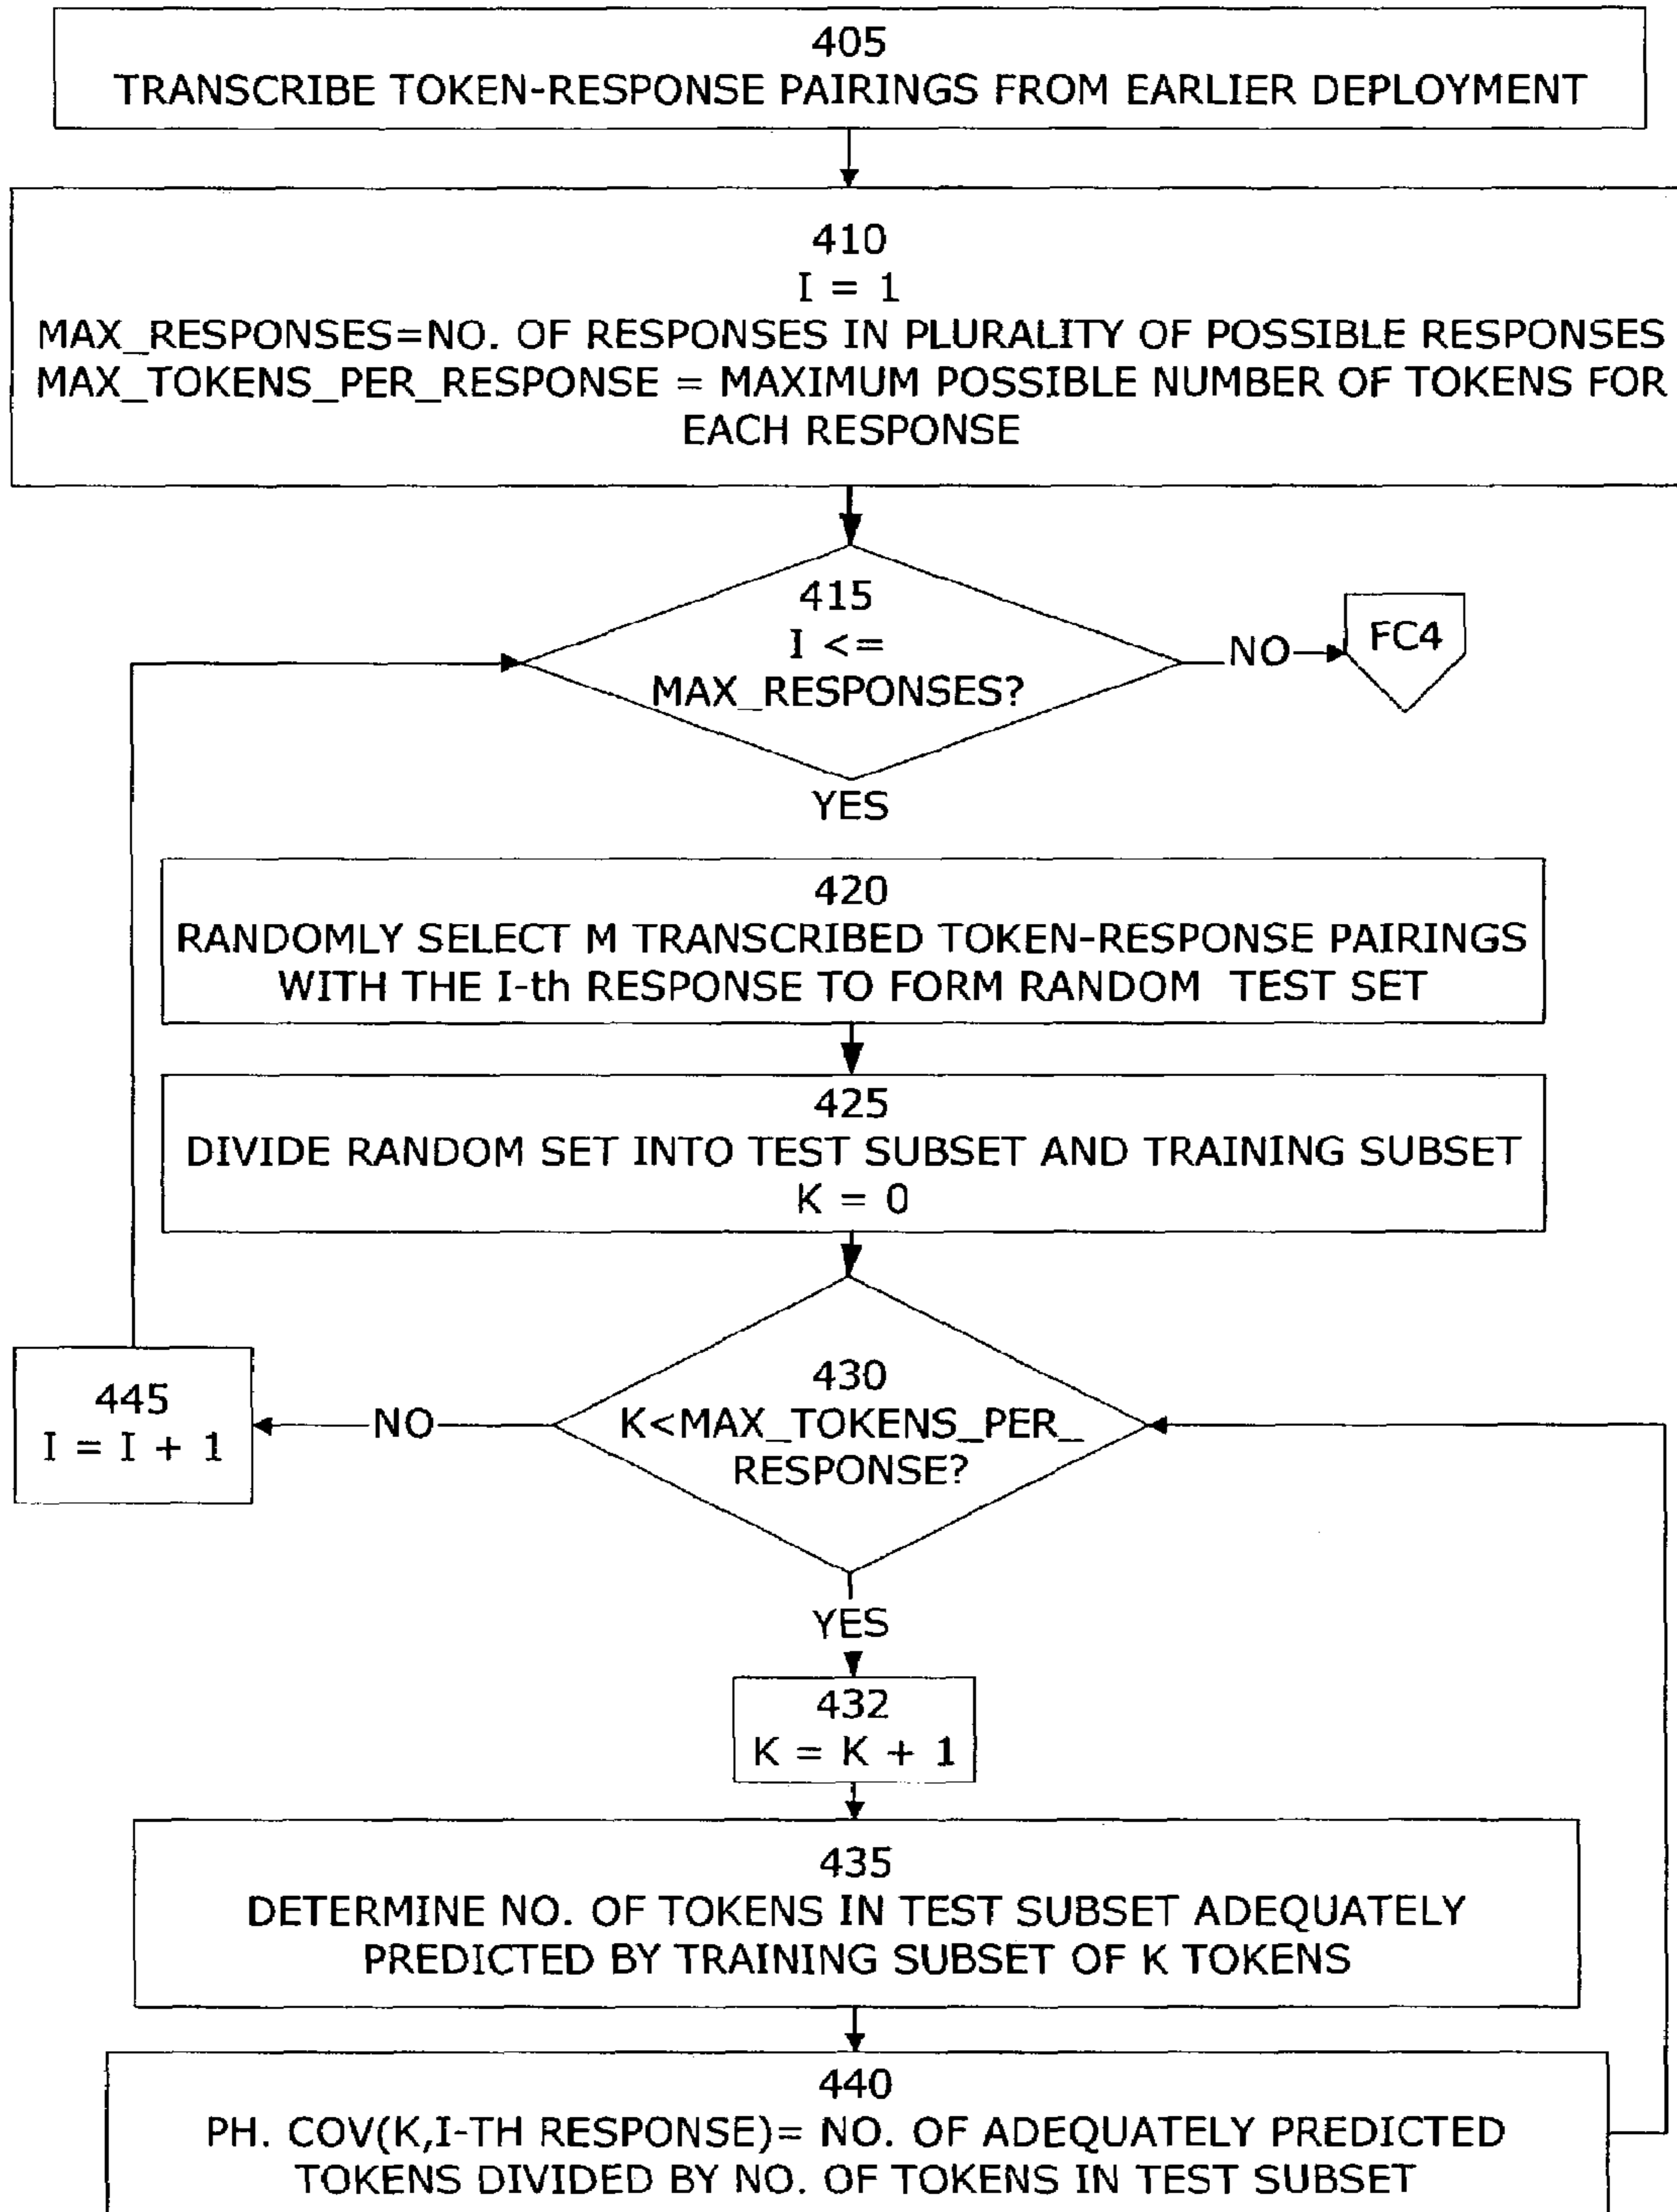 405
TRANSCRIBE TOKEN-RESPONSE PAIRINGS FROM EARLIER DEPLOYMENT
410
I = 1
MAX_RESPONSES=NO. OF RESPONSES IN PLURALITY OF POSSIBLE RESPONSES
MAX_TOKENS_PER_RESPONSE = MAXIMUM POSSIBLE NUMBER OF TOKENS FOR
EACH RESPONSE
415
I <=
MAX_RESPONSES?
NO
FC4
YES
420
RANDOMLY SELECT M TRANSCRIBED TOKEN-RESPONSE PAIRINGS
WITH THE I-th RESPONSE TO FORM RANDOM TEST SET
425
DIVIDE RANDOM SET INTO TEST SUBSET AND TRAINING SUBSET
K = 0
430
K<MAX_TOKENS_PER_
RESPONSE?
NO
445
I = I + 1
YES
432
K = K + 1
435
DETERMINE NO. OF TOKENS IN TEST SUBSET ADEQUATELY
PREDICTED BY TRAINING SUBSET OF K TOKENS
440
PH. COV(K,I-TH RESPONSE)= NO. OF ADEQUATELY PREDICTED
TOKENS DIVIDED BY NO. OF TOKENS IN TEST SUBSET